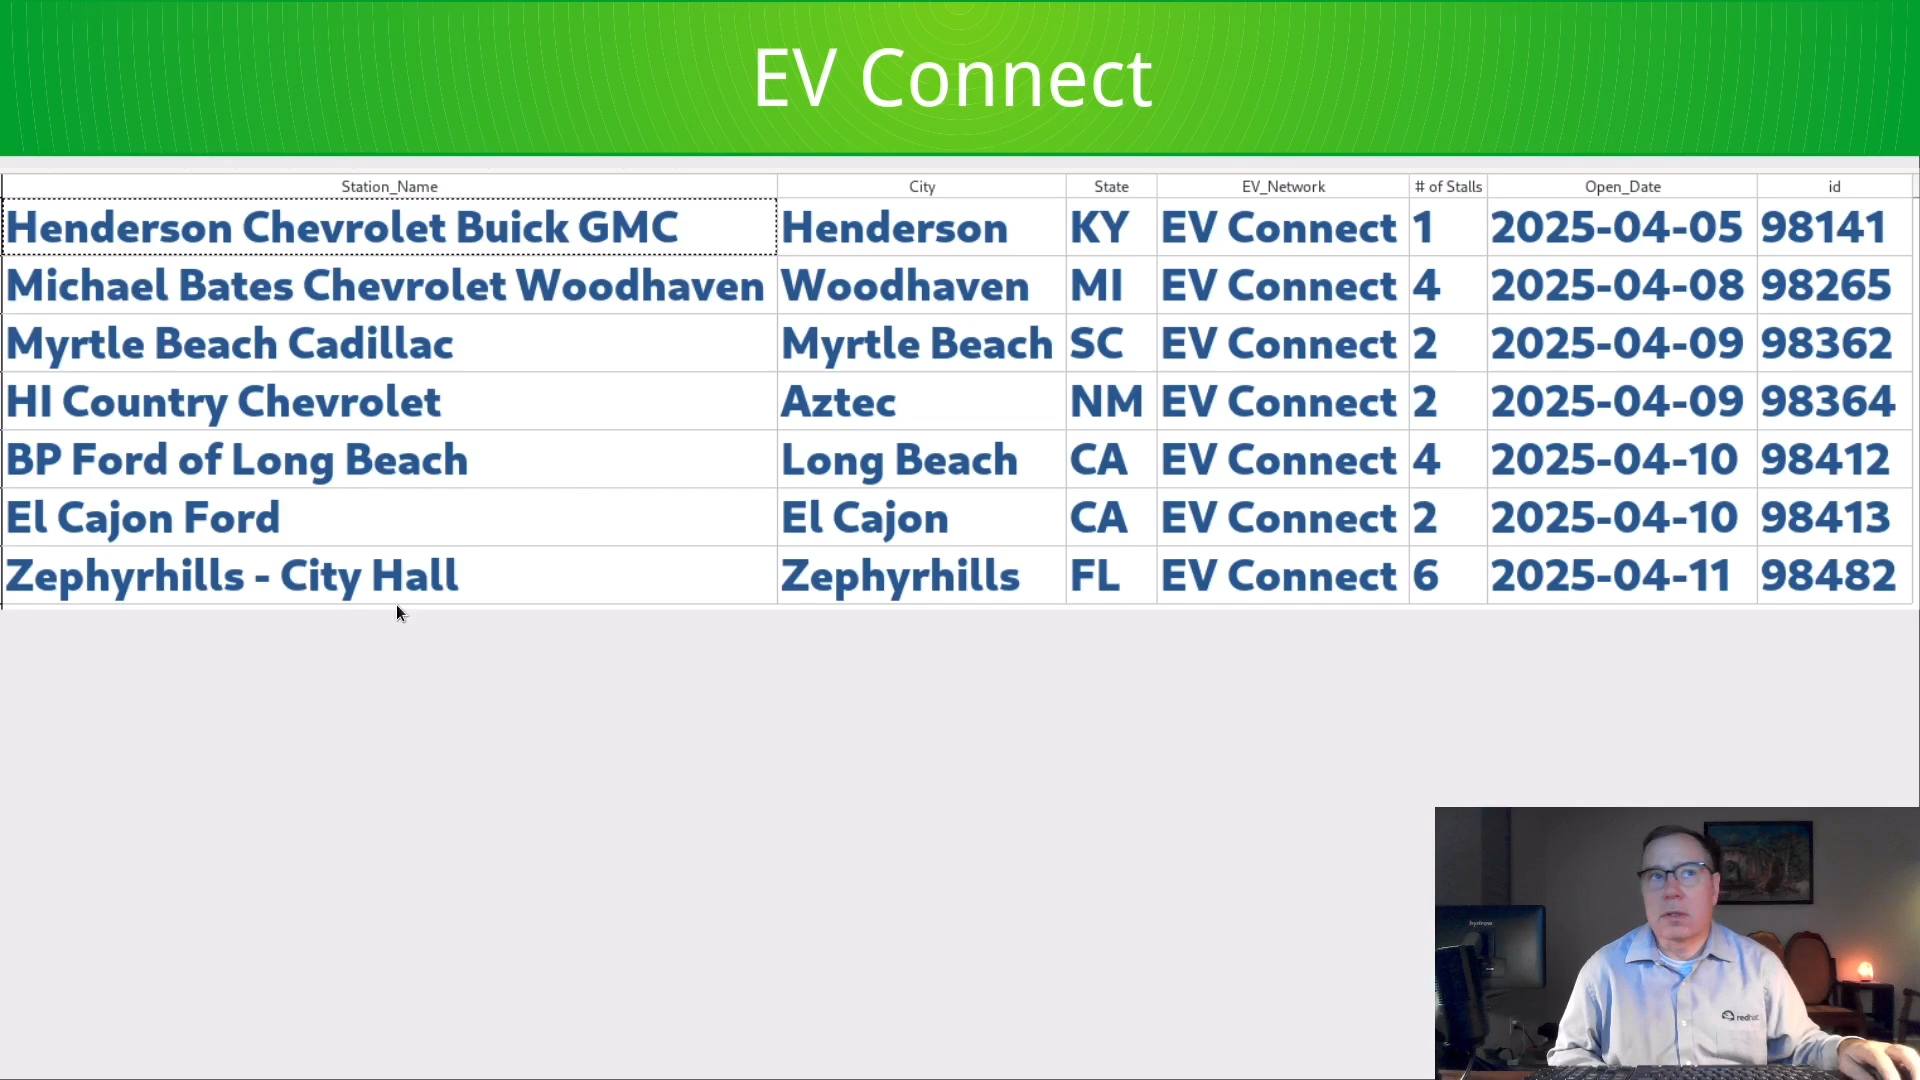 EV Connect
Station_Name City State EV_Network # of Stalls Open_Date id
Henderson Chevrolet Buick GMC Henderson KY EV Connect 1 2025-04-05 98141
Michael Bates Chevrolet Woodhaven Woodhaven MI EV Connect 4 2025-04-08 98265
Myrtle Beach Cadillac Myrtle Beach SC EV Connect 2 2025-04-09 98362
HI Country Chevrolet Aztec NM EV Connect 2 2025-04-09 98364
BP Ford of Long Beach Long Beach CA EV Connect 4 2025-04-10 98412
El Cajon Ford El Cajon CA EV Connect 2 2025-04-10 98413
Zephyrhills - City Hall Zephyrhills FL EV Connect 6 2025-04-11 98482
hydrow
redhat